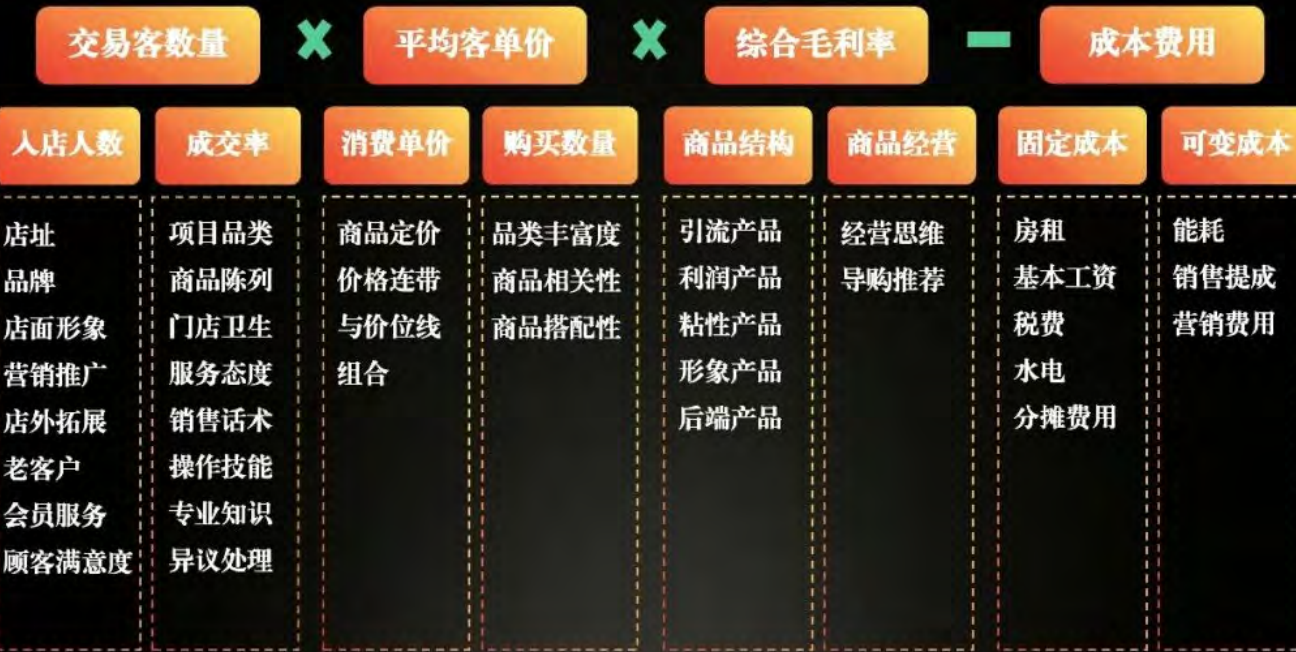 交易客数量 × 平均客单价 × 综合毛利率 - 成本费用
入店人数 成交率 消费单价 购买数量 商品结构 商品经营 固定成本 可变成本
店址
品牌
店面形象
营销推广
店外拓展
老客户
会员服务
顾客满意度
项目品类
商品陈列
门店卫生
服务态度
销售话术
操作技能
专业知识
异议处理
商品定价
价格连带
与价位线
组合
品类丰富度
商品相关性
商品搭配性
引流产品
利润产品
粘性产品
形象产品
后端产品
经营思维
导购推荐
房租
基本工资
税费
水电
分摊费用
能耗
销售提成
营销费用